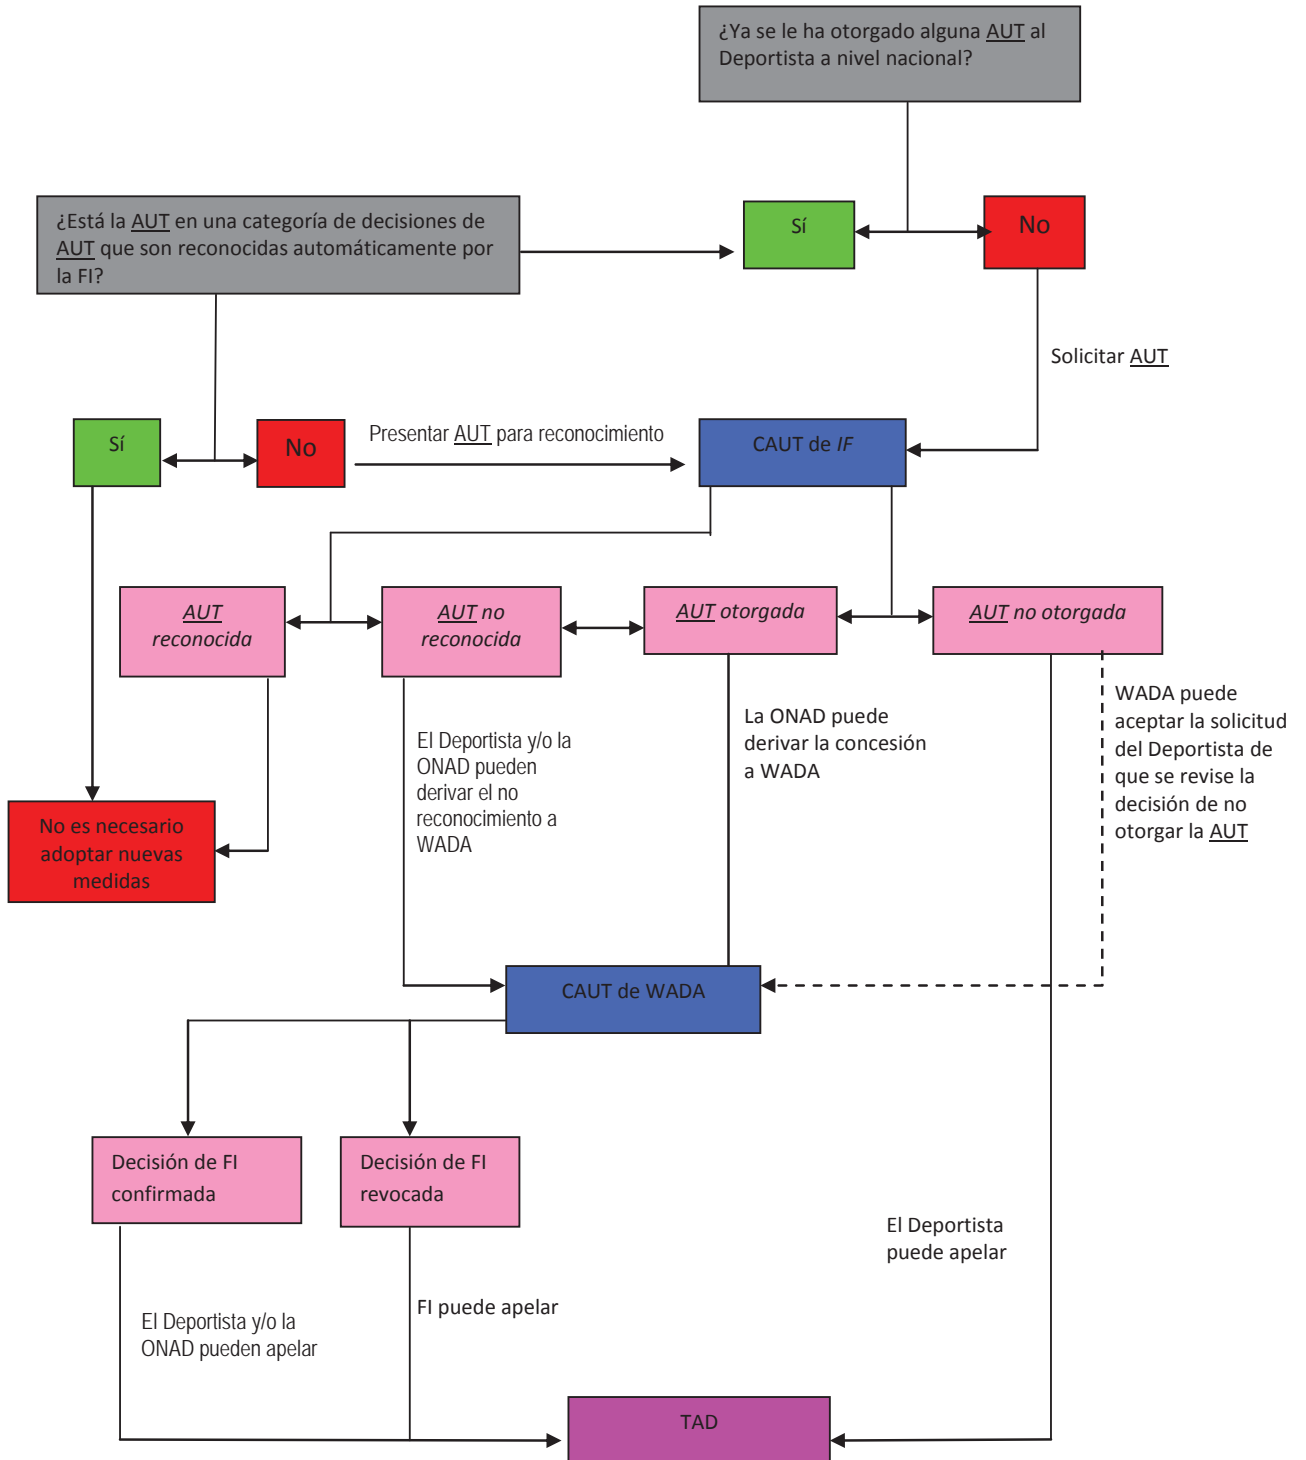 ¿Ya se le ha otorgado alguna AUT al
Deportista a nivel nacional?
¿Está la AUT en una categoría de decisiones de
AUT que son reconocidas automáticamente por
la FI?
Sí
No
Solicitar AUT
Sí
No
Presentar AUT para reconocimiento
CAUT de IF
AUT
reconocida
AUT no
reconocida
AUT otorgada
AUT no otorgada
El Deportista y/o la
ONAD pueden
derivar el no
reconocimiento a
WADA
La ONAD puede
derivar la concesión
a WADA
WADA puede
aceptar la solicitud
del Deportista de
que se revise la
decisión de no
otorgar la AUT
No es necesario
adoptar nuevas
medidas
CAUT de WADA
Decisión de FI
confirmada
Decisión de FI
revocada
El Deportista
puede apelar
El Deportista y/o la
ONAD pueden apelar
FI puede apelar
TAD